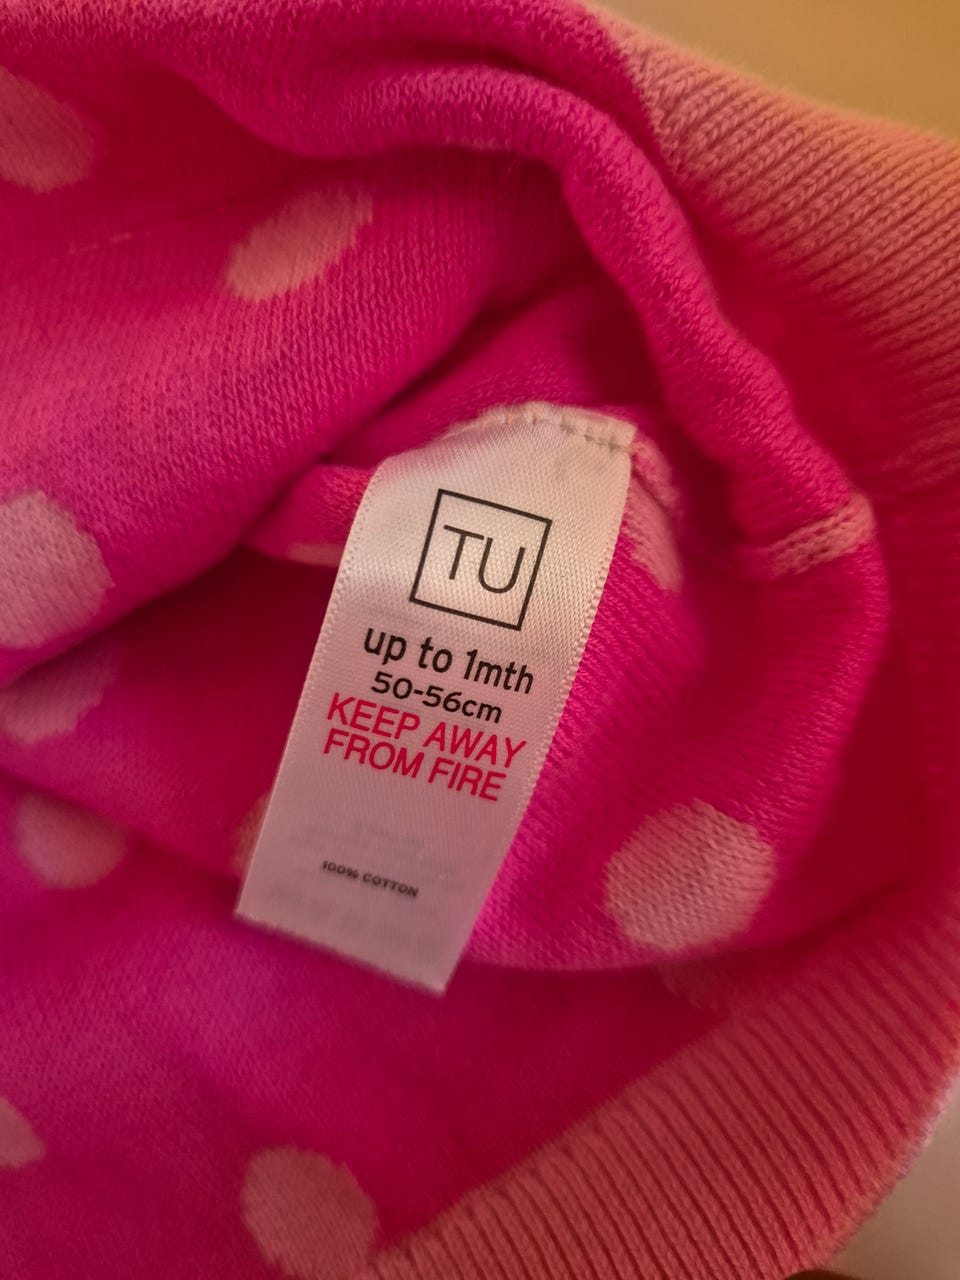 TU
up to 1mth
50-56cm
KEEP AWAY
FROM FIRE
100% COTTON